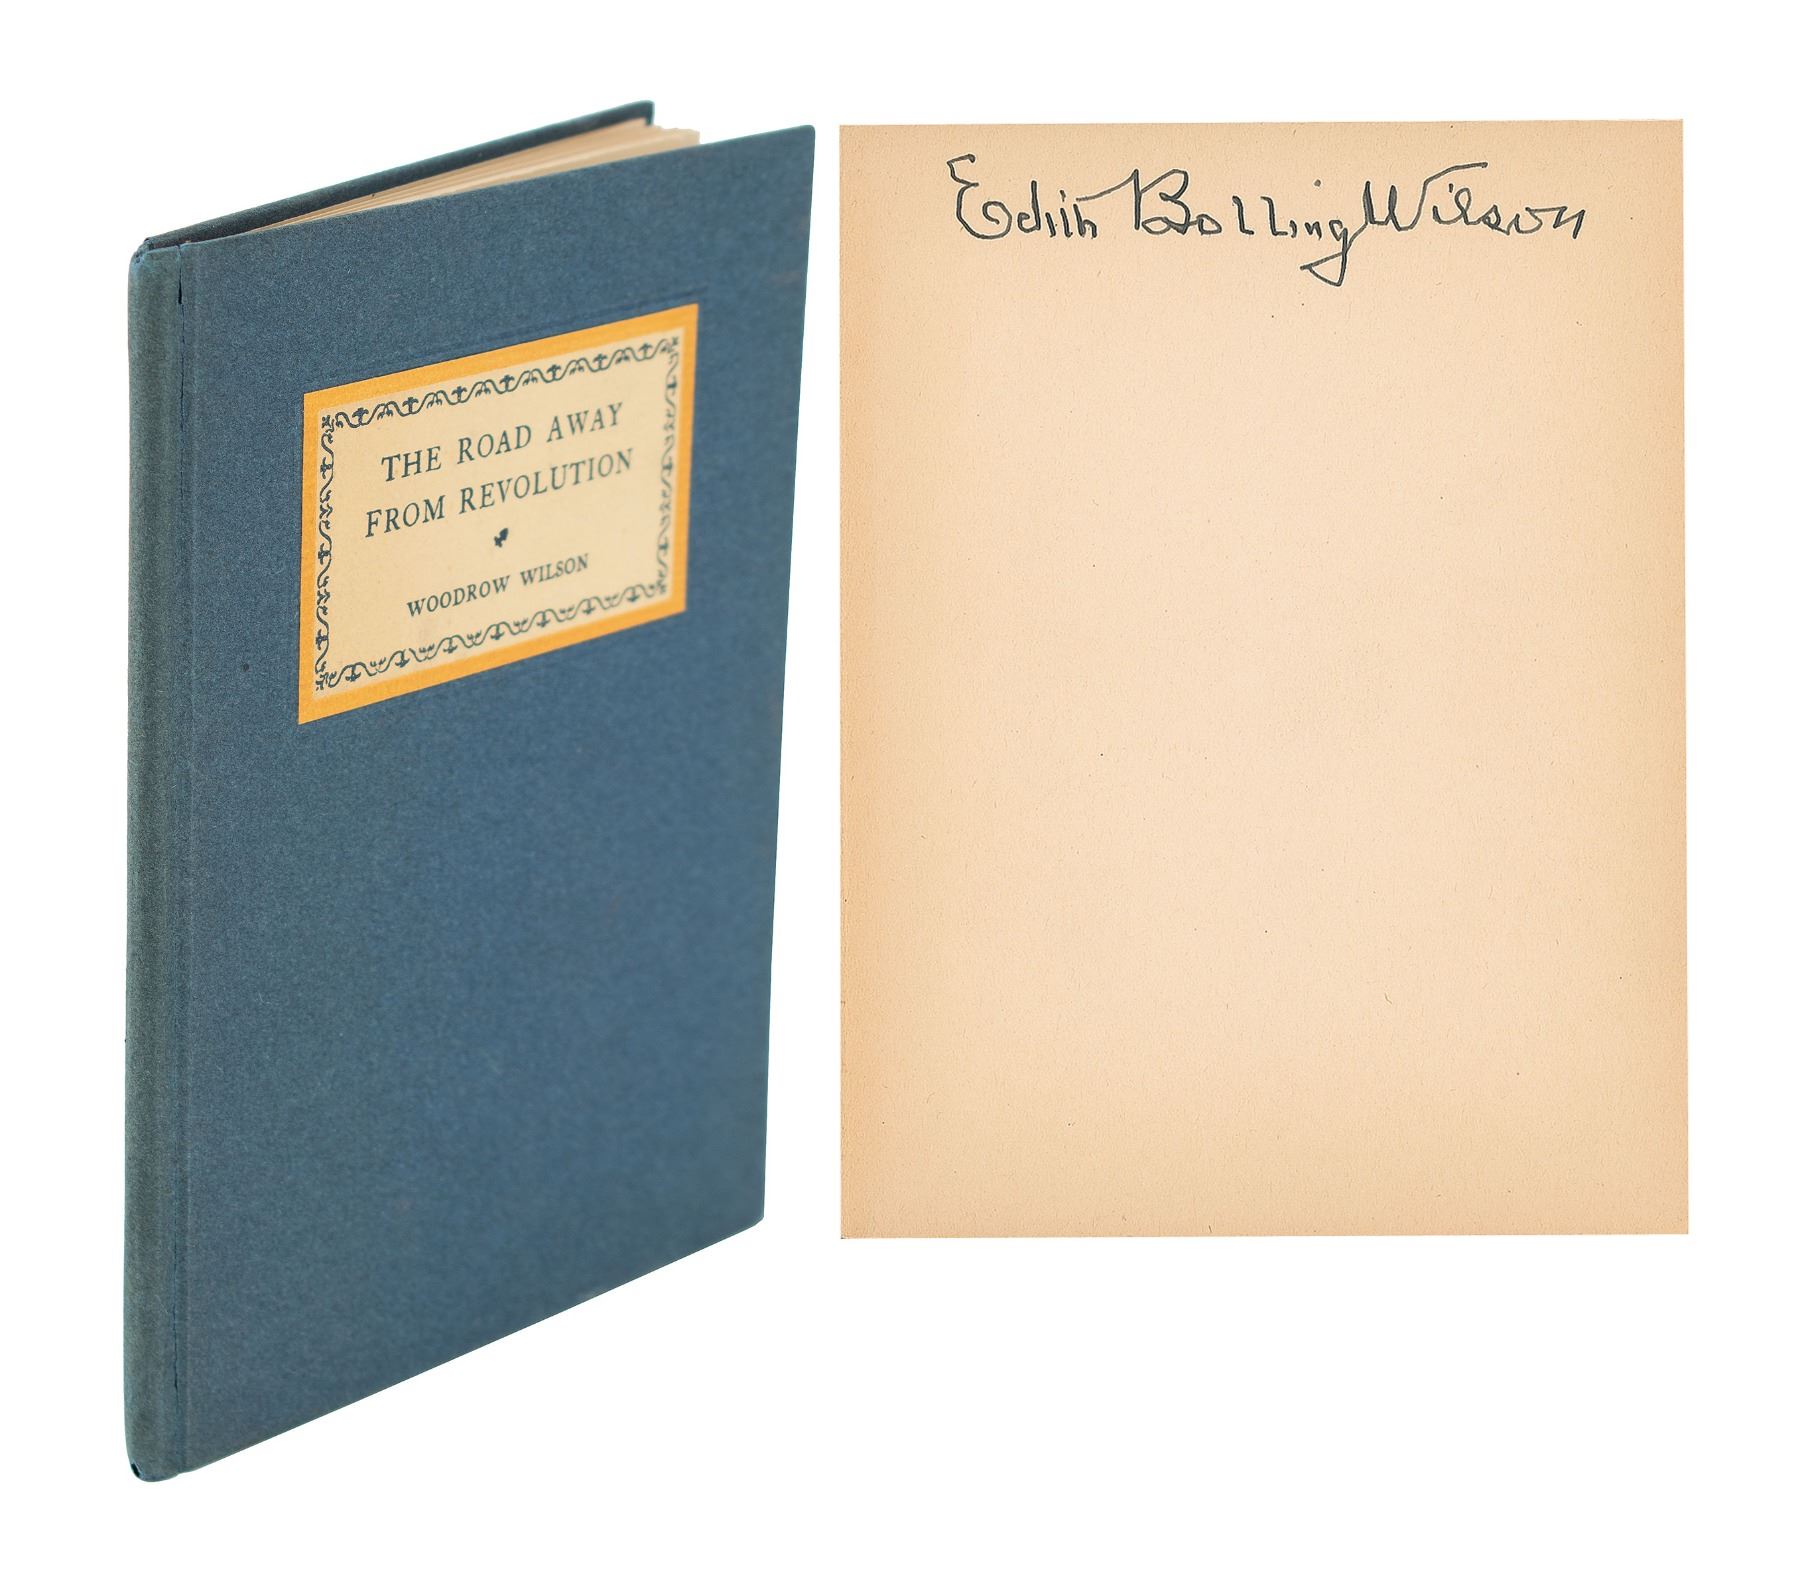 THE ROAD AWAY
FROM REVOLUTION
WOODROW WILSON
Edith Bolling Wilson